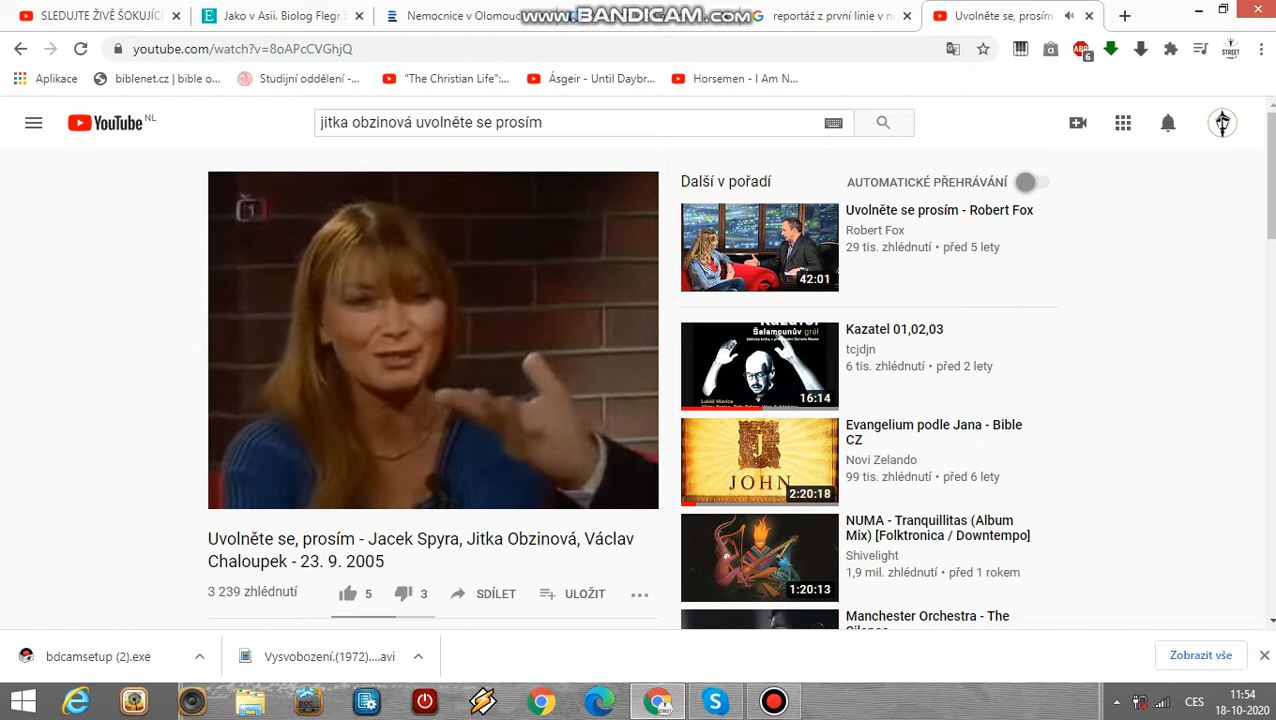 SLEDUJTE ŽIVĚ ŠOKUJÍCÍ
Jako v Asii. Biolog Flegr z
Nemocnice v Olomouc
www.BANDICAM.com
reportáž z první linie v ne
Uvolněte se, prosím
youtube.com/watch?v=8oAPcCVGhjQ
6
Aplikace
biblenet.cz | bible o...
Studijní oddělení -...
"The Christian Life":...
Ásgeir - Until Daybr...
Horsemen - I Am N...
YouTube NL
jitka obzinová uvolněte se prosím
Další v pořadí
AUTOMATICKÉ PŘEHRÁVÁNÍ
Uvolněte se prosím - Robert Fox
Robert Fox
29 tis. zhlédnutí • před 5 lety
42:01
Kazatel 01,02,03
tcjdjn
6 tis. zhlédnutí • před 2 lety
Šalamounův grál
16:14
Evangelium podle Jana - Bible
CZ
Novi Zelando
99 tis. zhlédnutí • před 6 lety
JOHN
2:20:18
NUMA - Tranquillitas (Album
Mix) [Folktronica / Downtempo]
Shivelight
1,9 mil. zhlédnutí • před 1 rokem
1:20:13
Manchester Orchestra - The
Uvolněte se, prosím - Jacek Spyra, Jitka Obzinová, Václav
Chaloupek - 23. 9. 2005
3 239 zhlédnutí
5
3
SDÍLET
ULOŽIT
bdcamsetup (2).exe
Vysvobození.(1972)....avi
Zobrazit vše
CES
11:54
18-10-2020